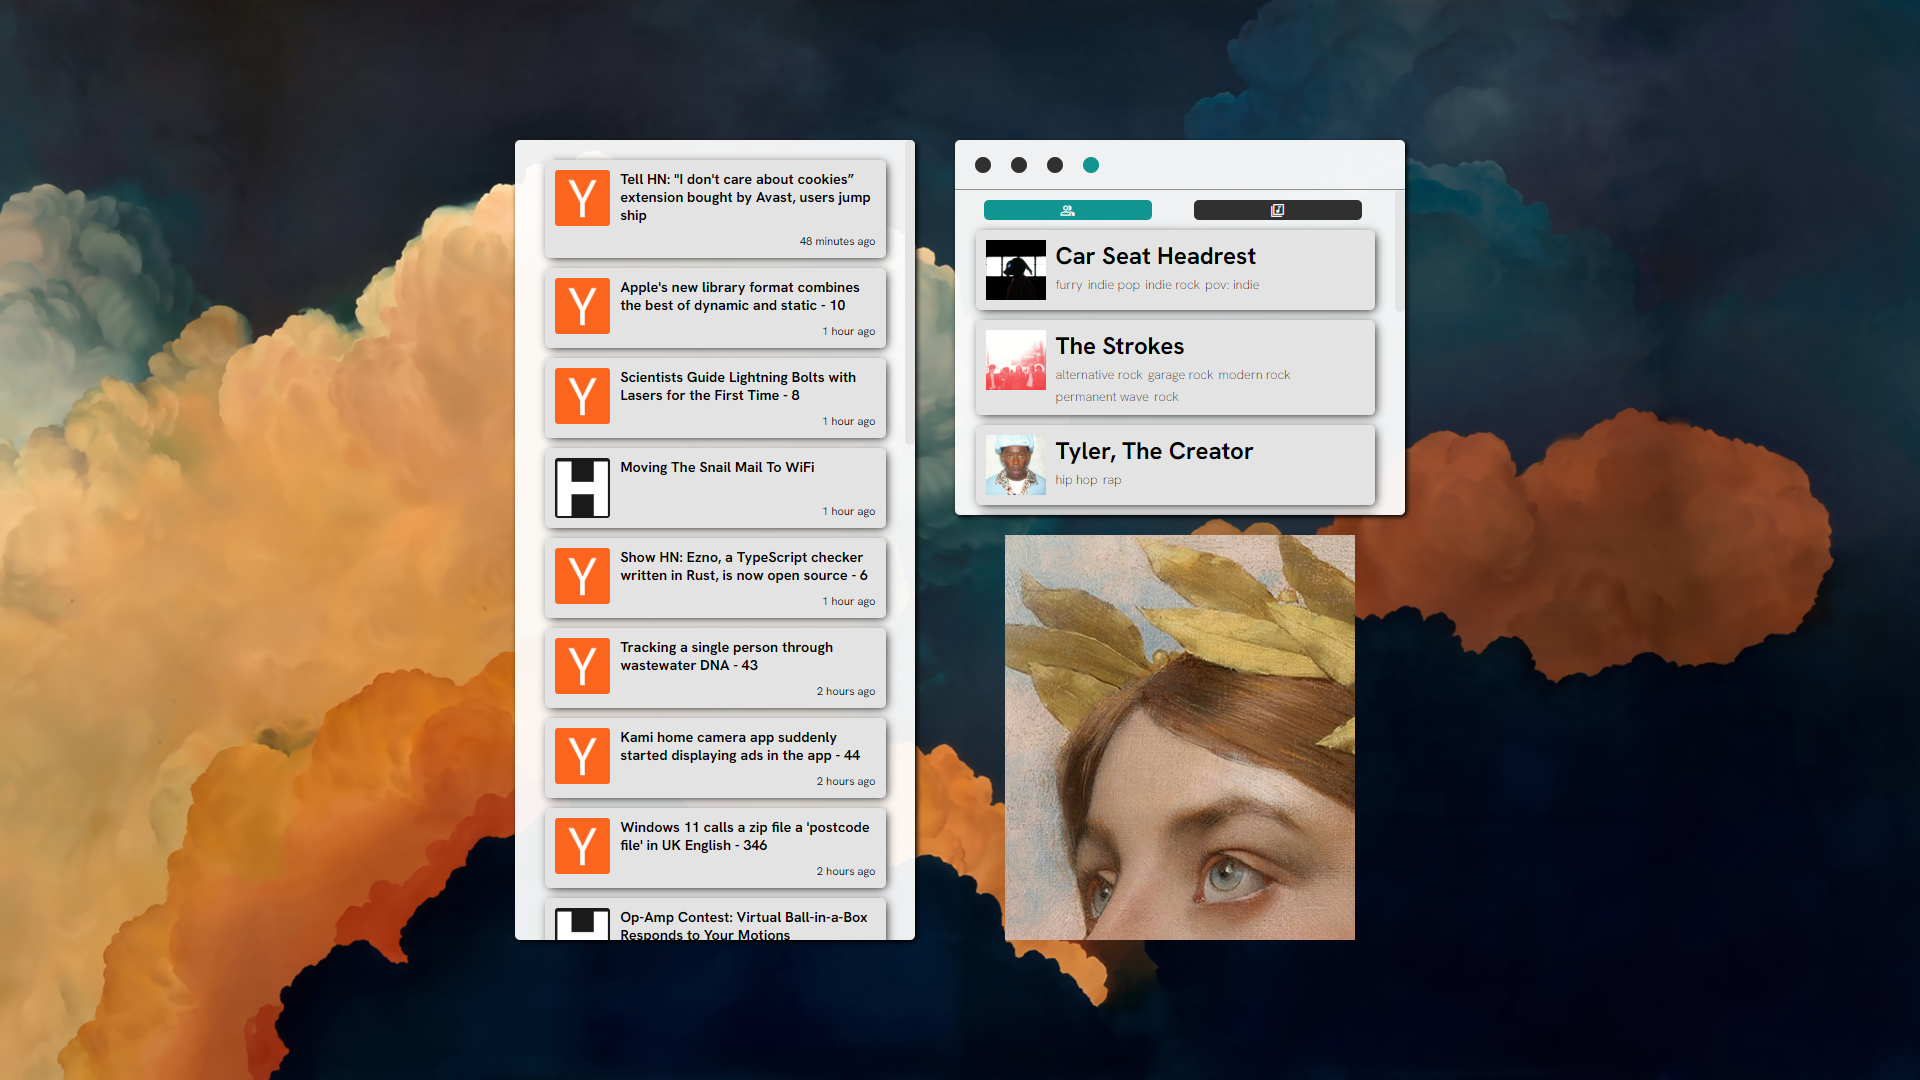 Tell HN: "I don't care about cookies”
extension bought by Avast, users jump
ship
48 minutes ago
Apple's new library format combines
the best of dynamic and static - 10
1 hour ago
Scientists Guide Lightning Bolts with
Lasers for the First Time - 8
1 hour ago
Moving The Snail Mail To WiFi
1 hour ago
Show HN: Ezno, a TypeScript checker
written in Rust, is now open source - 6
1 hour ago
Tracking a single person through
wastewater DNA - 43
2 hours ago
Kami home camera app suddenly
started displaying ads in the app - 44
2 hours ago
Windows 11 calls a zip file a 'postcode
file' in UK English - 346
2 hours ago
Op-Amp Contest: Virtual Ball-in-a-Box
Responds to Your Motions
Car Seat Headrest
furry indie pop indie rock pov: indie
The Strokes
alternative rock garage rock modern rock
permanent wave rock
Tyler, The Creator
hip hop rap